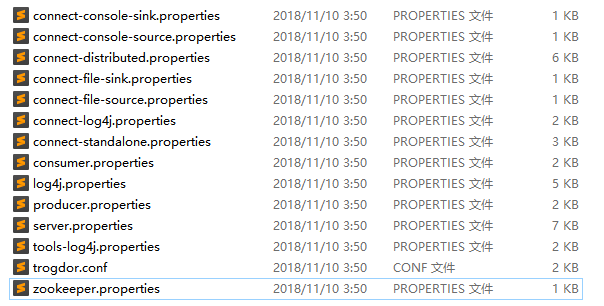 connect-console-sink.properties 2018/11/10 3:50 PROPERTIES 文件 1 KB
connect-console-source.properties 2018/11/10 3:50 PROPERTIES 文件 1 KB
connect-distributed.properties 2018/11/10 3:50 PROPERTIES 文件 6 KB
connect-file-sink.properties 2018/11/10 3:50 PROPERTIES 文件 1 KB
connect-file-source.properties 2018/11/10 3:50 PROPERTIES 文件 1 KB
connect-log4j.properties 2018/11/10 3:50 PROPERTIES 文件 2 KB
connect-standalone.properties 2018/11/10 3:50 PROPERTIES 文件 3 KB
consumer.properties 2018/11/10 3:50 PROPERTIES 文件 2 KB
log4j.properties 2018/11/10 3:50 PROPERTIES 文件 5 KB
producer.properties 2018/11/10 3:50 PROPERTIES 文件 2 KB
server.properties 2018/11/10 3:50 PROPERTIES 文件 7 KB
tools-log4j.properties 2018/11/10 3:50 PROPERTIES 文件 2 KB
trogdor.conf 2018/11/10 3:50 CONF 文件 2 KB
zookeeper.properties 2018/11/10 3:50 PROPERTIES 文件 1 KB